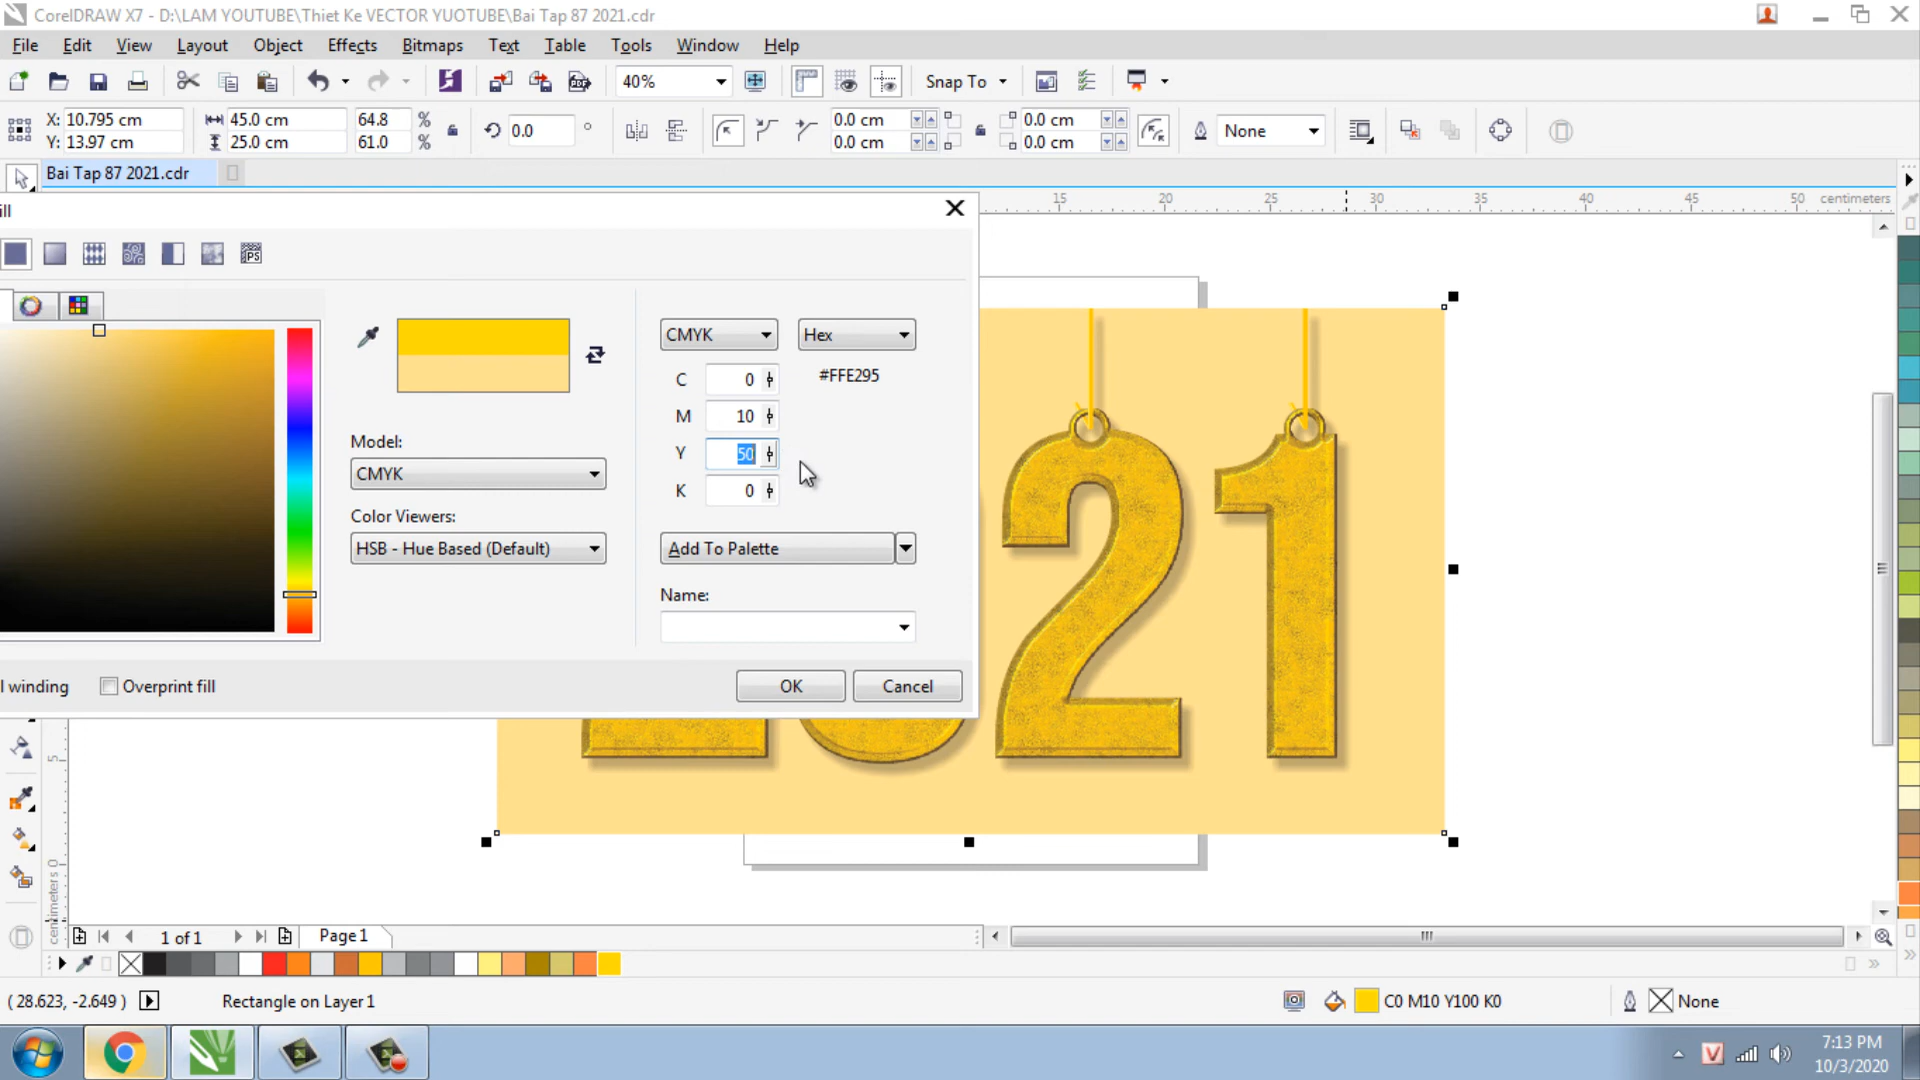 CorelDRAW X7 - D:\LAM YOUTUBE\Thiet Ke VECTOR YUOTUBE\Bai Tap 87 2021.cdr
File Edit View Layout Object Effects Bitmaps Text Table Tools Window Help
40% Snap To
X: 10.795 cm 45.0 cm 64.8 % 0.0 0.0 cm 0.0 cm None
Y: 13.97 cm 25.0 cm 61.0 % 0.0 cm 0.0 cm
Bai Tap 87 2021.cdr
15 20 25 30 35 40 45 50 centimeters
ill
PS
CMYK Hex
C 0 #FFE295
M 10
Model:
Y 50
CMYK
K 0
Color Viewers:
HSB - Hue Based (Default) Add To Palette
Name:
l winding Overprint fill OK Cancel
21
5
0
centimeters
1 of 1 Page 1
( 28.623, -2.649 ) Rectangle on Layer 1 C0 M10 Y100 K0 None
V 7:13 PM
10/3/2020